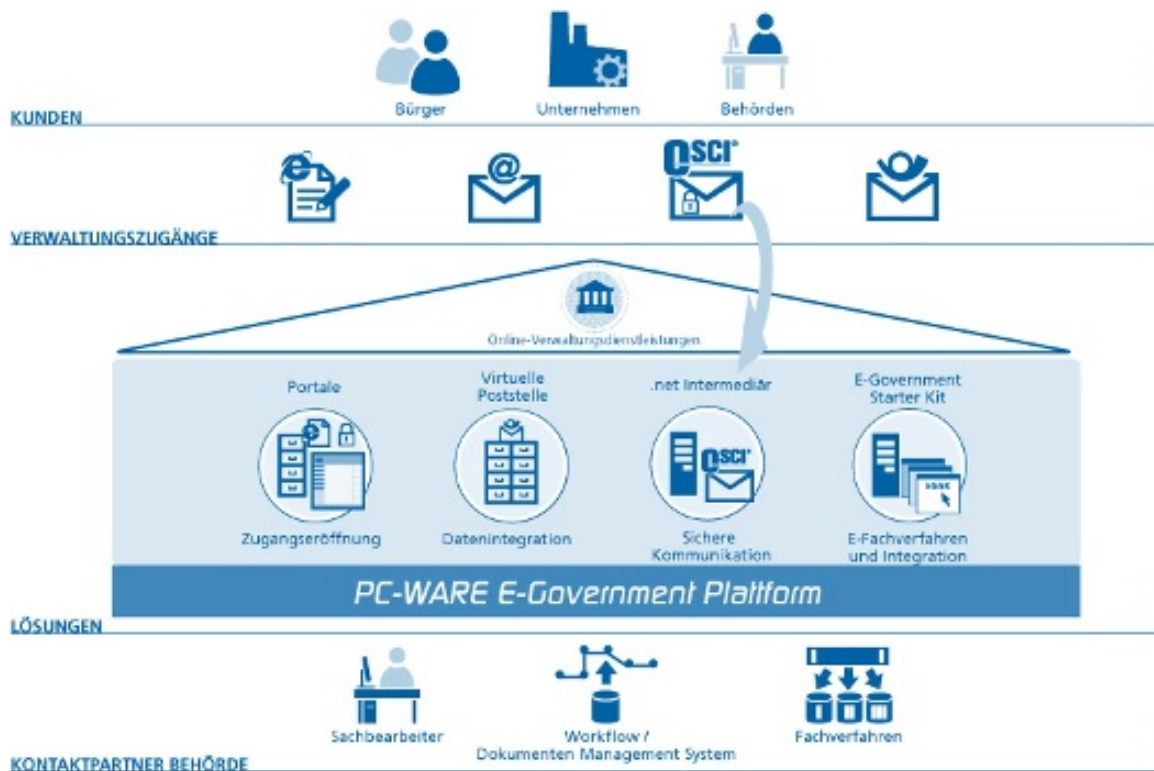 Bürger
Unternehmen
Behörden
KUNDEN
OSCI
VERWALTUNGSZUGÄNGE
Online-Verwaltungsdienstleistungen
Portale
Virtuelle
Poststelle
.net Intermediär
E-Government
Starter Kit
OSCI
Zugangseröffnung
Datenintegration
Sichere
Kommunikation
E-Fachverfahren
und Integration
PC-WARE E-Government Plattform
LÖSUNGEN
Sachbearbeiter
Workflow /
Dokumenten Management System
Fachverfahren
KONTAKTPARTNER BEHÖRDE